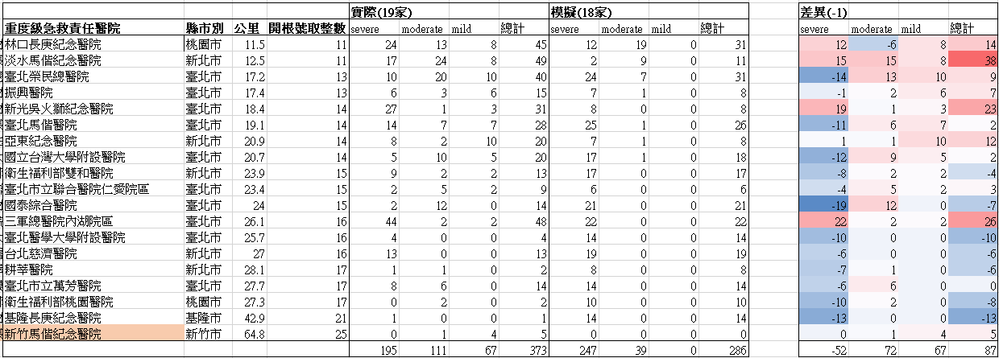 實際(19家) 模擬(18家) 差異(-1)
重度級急救責任醫院 縣市別 公里 開根號取整數 severe moderate mild 總計 severe moderate mild 總計 severe moderate mild 總計
林口長庚紀念醫院 桃園市 11.5 11 24 13 8 45 12 19 0 31 12 -6 8 14
淡水馬偕紀念醫院 新北市 12.5 11 17 24 8 49 2 9 0 11 15 15 8 38
臺北榮民總醫院 臺北市 17.2 13 10 20 10 40 24 7 0 31 -14 13 10 9
振興醫院 臺北市 17.4 13 6 3 6 15 7 1 0 8 -1 2 6 7
新光吳火獅紀念醫院 臺北市 18.4 14 27 1 3 31 8 0 0 8 19 1 3 23
臺北馬偕醫院 臺北市 19.1 14 14 7 7 28 25 1 0 26 -11 6 7 2
亞東紀念醫院 新北市 20.9 14 8 2 10 20 7 1 0 8 1 1 10 12
國立台灣大學附設醫院 臺北市 20.7 14 5 10 5 20 17 1 0 18 -12 9 5 2
衛生福利部雙和醫院 新北市 23.9 15 9 2 2 13 17 0 0 17 -8 2 2 -4
臺北市立聯合醫院仁愛院區 臺北市 23.4 15 2 5 2 9 6 0 0 6 -4 5 2 3
國泰綜合醫院 臺北市 24 15 2 12 0 14 21 0 0 21 -19 12 0 -7
三軍總醫院內湖院區 臺北市 26.1 16 44 2 2 48 22 0 0 22 22 2 2 26
臺北醫學大學附設醫院 臺北市 25.7 16 4 0 0 4 14 0 0 14 -10 0 0 -10
台北慈濟醫院 新北市 27 16 13 0 0 13 19 0 0 19 -6 0 0 -6
耕莘醫院 新北市 28.1 17 1 1 0 2 8 0 0 8 -7 1 0 -6
臺北市立萬芳醫院 臺北市 27.7 17 8 6 0 14 14 0 0 14 -6 6 0 0
衛生福利部桃園醫院 桃園市 27.3 17 0 2 0 2 10 0 0 10 -10 2 0 -8
基隆長庚紀念醫院 基隆市 42.9 21 1 0 0 1 14 0 0 14 -13 0 0 -13
新竹馬偕紀念醫院 新竹市 64.8 25 0 1 4 5 0 0 0 0 0 1 4 5
195 111 67 373 247 39 0 286 -52 72 67 87